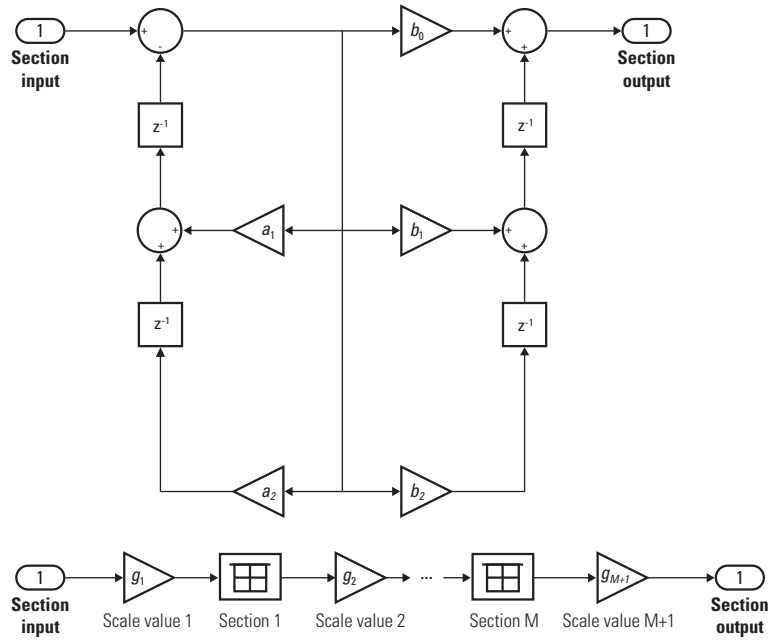 1
Section
input
+
-
b0
+
+
1
Section
output
z-1
z-1
+
+
a1
b1
+
+
z-1
z-1
a2
b2
1
Section
input
g1
Scale value 1
Section 1
g2
Scale value 2
...
Section M
gM+1
Scale value M+1
1
Section
output